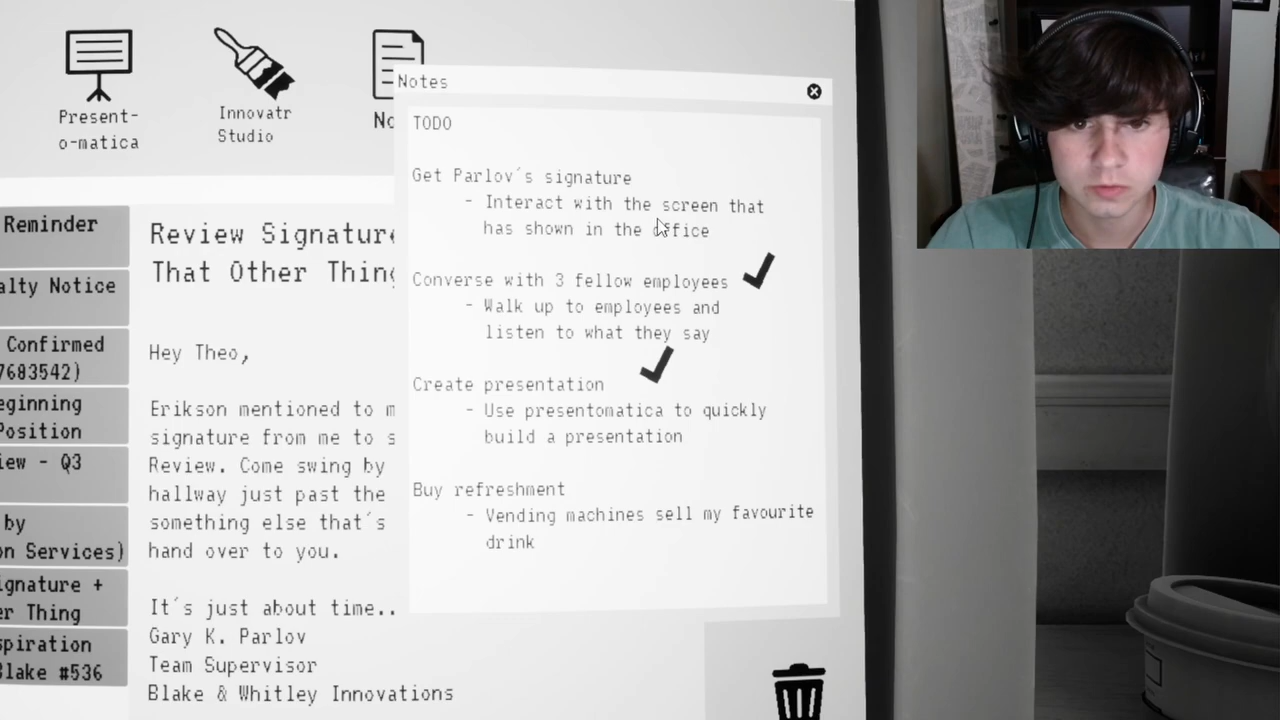 Present-
o-matica
Innovatr
Studio
No
Notes
TODO
Get Parlov's signature
- Interact with the screen that
has shown in the office
Converse with 3 fellow employees
- Walk up to employees and
listen to what they say
Create presentation
- Use presentomatica to quickly
build a presentation
Buy refreshment
- Vending machines sell my favourite
drink
Reminder
alty Notice
Confirmed
7683542)
eginning
Position
iew - Q3
by
on Services)
ignature +
er Thing
spiration
Blake #536
Review Signature
That Other Thing
Hey Theo,
Erikson mentioned to m
signature from me to s
Review. Come swing by
hallway just past the
something else that's
hand over to you.
It's just about time..
Gary K. Parlov
Team Supervisor
Blake & Whitley Innovations